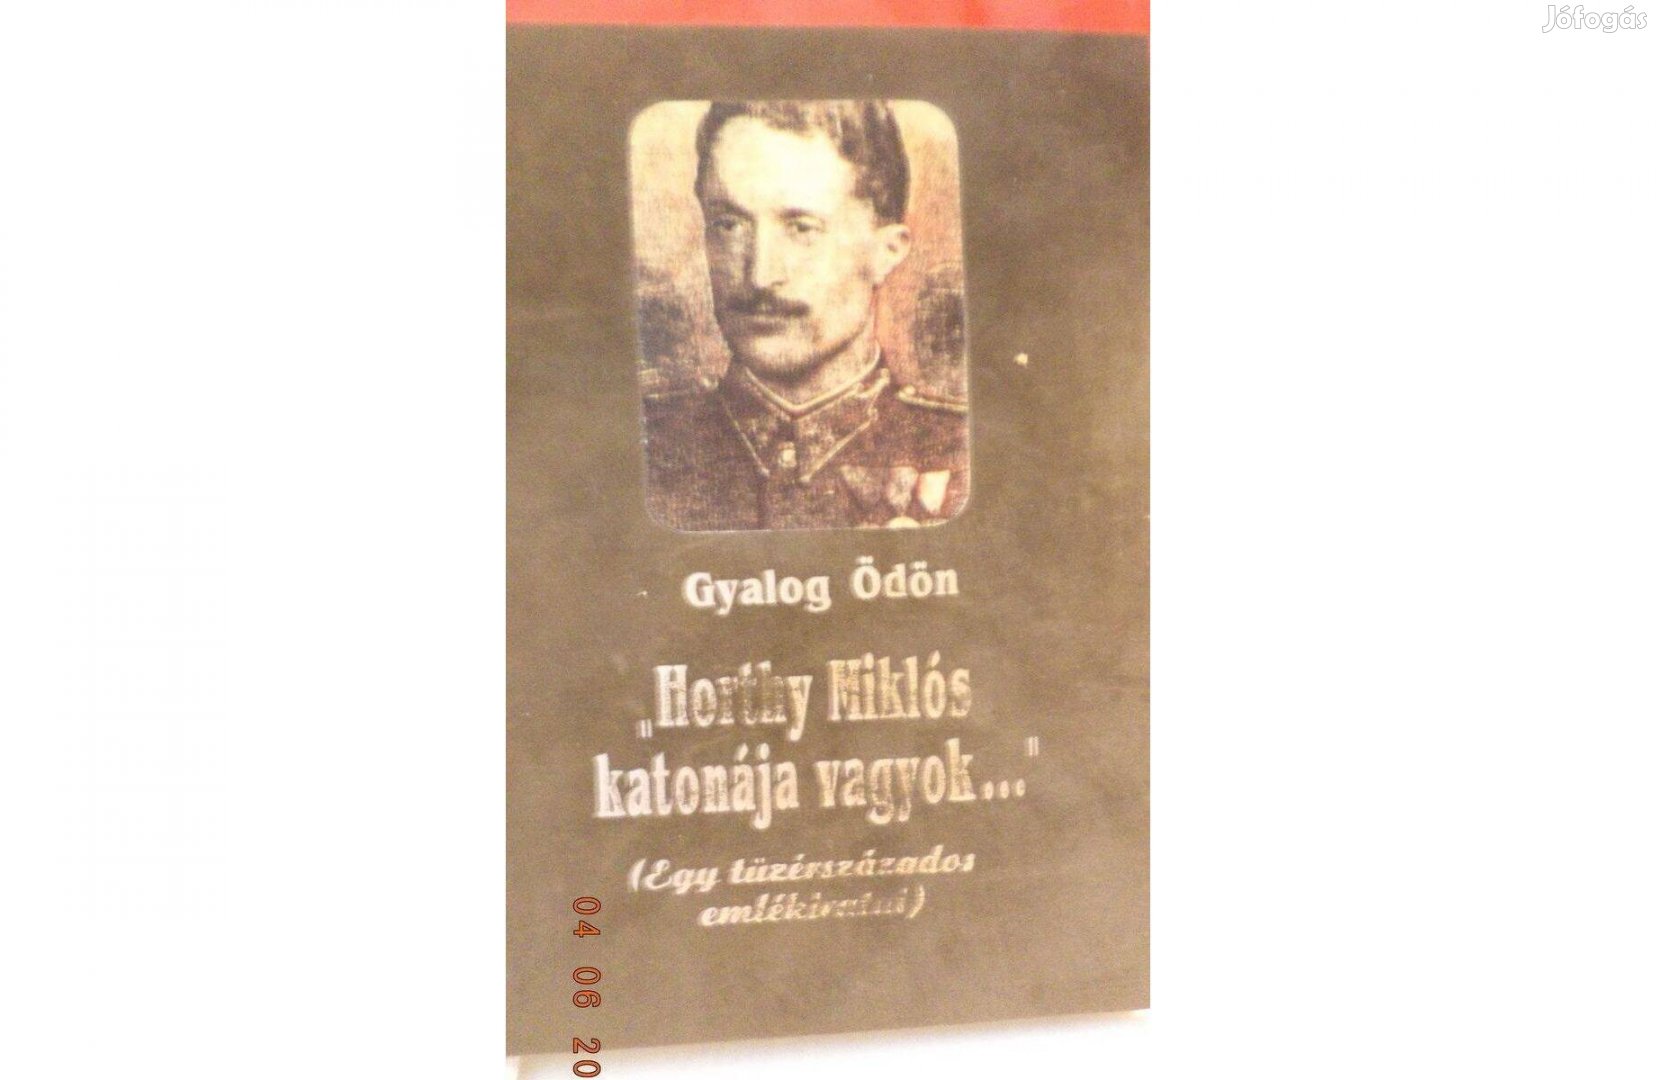 Jófogás
Gyalog Ödön
„Horthy Miklós
katonája vagyok..."
(Egy tüzérszázados
emlékiratai)
04 06 20